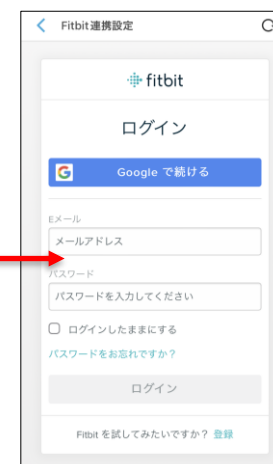 Fitbit連携設定
fitbit
ログイン
G Google で続ける
Eメール
メールアドレス
パスワード
パスワードを入力してください
ログインしたままにする
パスワードをお忘れですか？
ログイン
Fitbit を試してみたいですか？ 登録